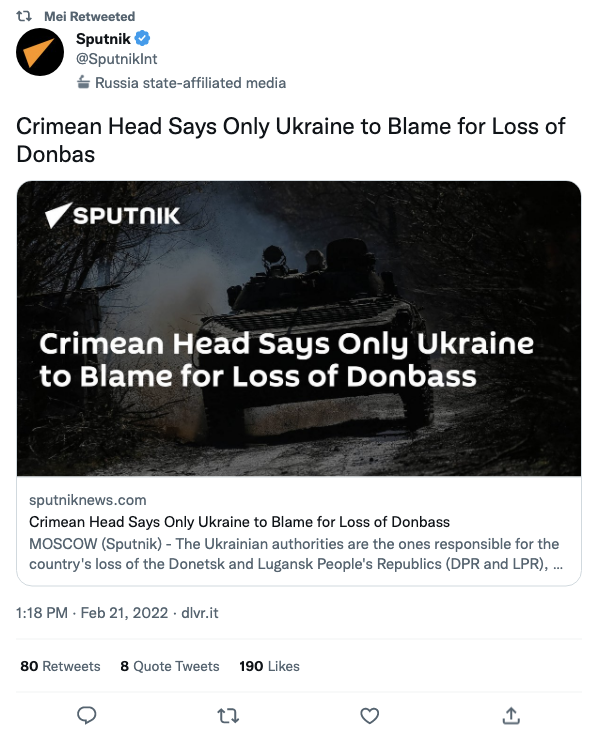 Mei Retweeted
Sputnik
@SputnikInt
Russia state-affiliated media
Crimean Head Says Only Ukraine to Blame for Loss of
Donbas
SPUTNIK
Crimean Head Says Only Ukraine
to Blame for Loss of Donbass
sputniknews.com
Crimean Head Says Only Ukraine to Blame for Loss of Donbass
MOSCOW (Sputnik) - The Ukrainian authorities are the ones responsible for the
country's loss of the Donetsk and Lugansk People's Republics (DPR and LPR), ...
1:18 PM · Feb 21, 2022 · dlvr.it
80 Retweets 8 Quote Tweets 190 Likes